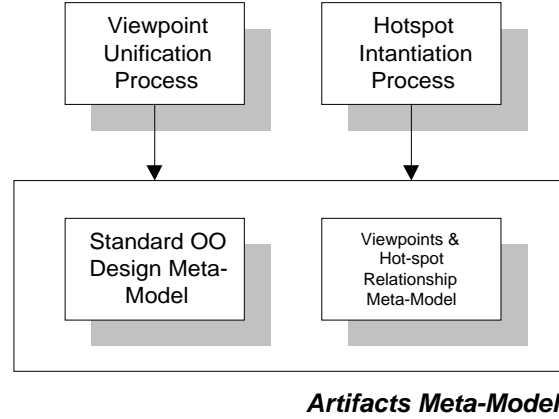 Viewpoint
Unification
Process
Hotspot
Intantiation
Process
Standard OO
Design Meta-
Model
Viewpoints &
Hot-spot
Relationship
Meta-Model
Artifacts Meta-Model